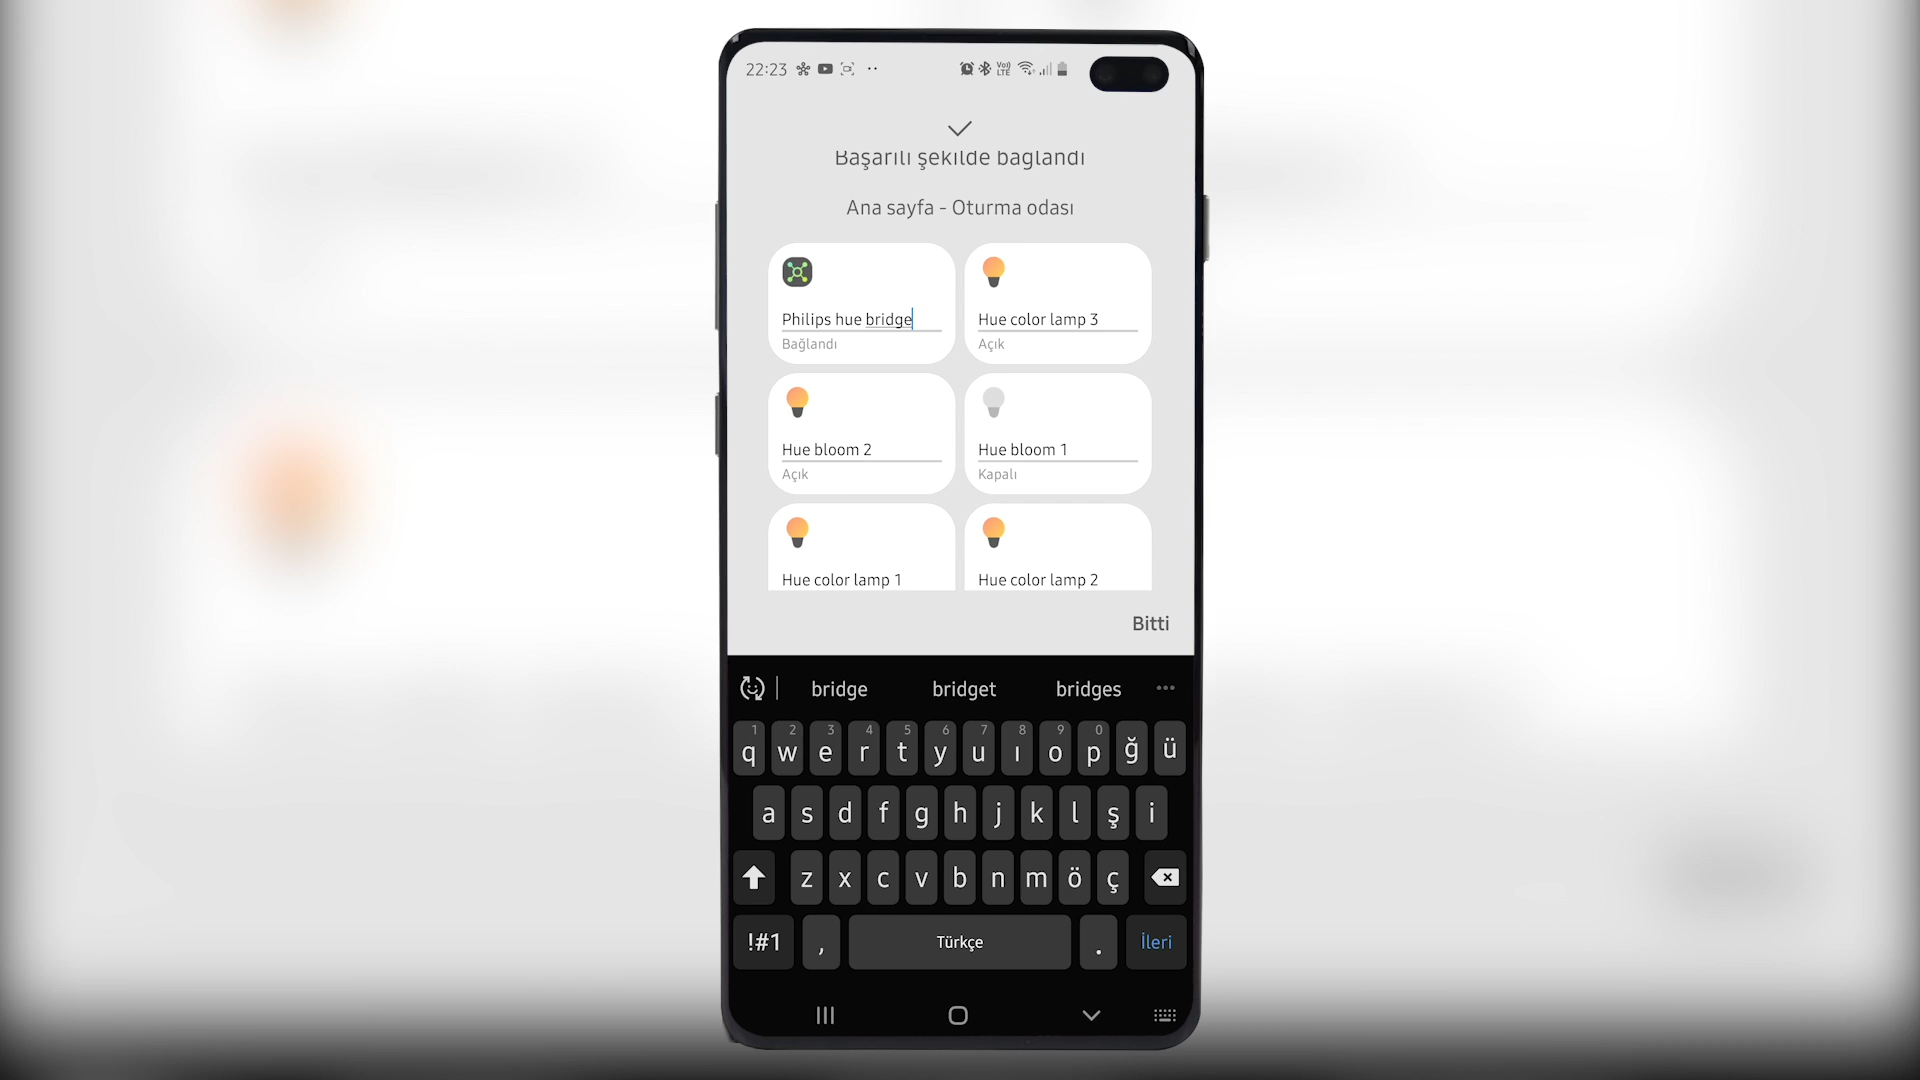 22:23
Vo))
LTE
Başarılı şekilde bağlandı
Ana sayfa - Oturma odası
Philips hue bridge
Bağlandı
Hue color lamp 3
Açık
Hue bloom 2
Açık
Hue bloom 1
Kapalı
Hue color lamp 1
Hue color lamp 2
Bitti
bridge bridget bridges
1 2 3 4 5 6 7 8 9 0
q w e r t y u ı o p ğ ü
a s d f g h j k l ş i
z x c v b n m ö ç
!#1 , Türkçe . İleri